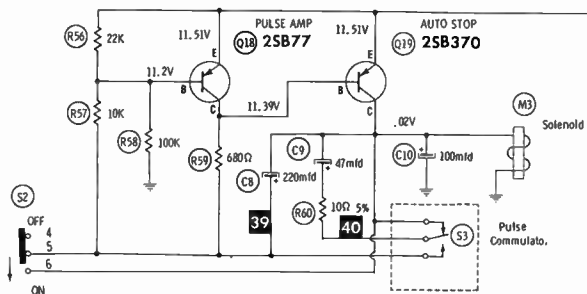 R56
22K
11.51V
PULSE AMP
Q18 2SB77
E
B
C
11.2V
11.51V
AUTO STOP
Q19 2SB370
E
B
C
11.39V
R57
10K
R58
100K
R59
680Ω
C8
220mfd
C9
47mfd
R60
10Ω 5%
.02V
C10
100mfd
M3
Solenoid
39
40
S3
Pulse
Commulato.
S2
OFF
4
5
6
ON